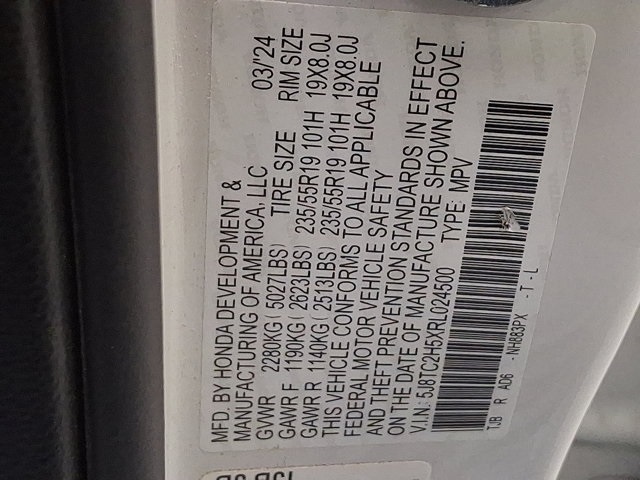 MFD. BY HONDA DEVELOPMENT &
MANUFACTURING OF AMERICA, LLC 03/'24
GVWR 2280KG ( 5027LBS) TIRE SIZE RIM SIZE
GAWR F 1190KG ( 2623LBS) 235/55R19 101H 19X8.0J
GAWR R 1140KG ( 2513LBS) 235/55R19 101H 19X8.0J
THIS VEHICLE CONFORMS TO ALL APPLICABLE
FEDERAL MOTOR VEHICLE SAFETY
AND THEFT PREVENTION STANDARDS IN EFFECT
ON THE DATE OF MANUFACTURE SHOWN ABOVE.
V.I.N.: 5J8TC2H5XRL024500 TYPE: MPV
TJB R AD6 -NH883PX -T-L